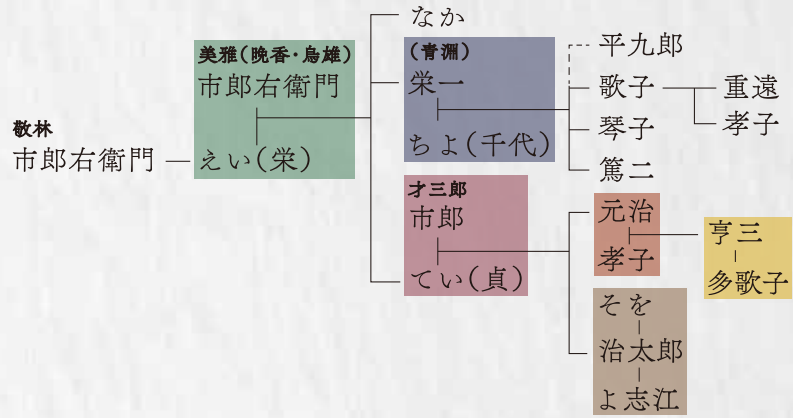 敬林
市郎右衛門
美雅(晩香・烏雄)
市郎右衛門
えい(栄)
なか
(青淵)
栄一
ちよ(千代)
平九郎
歌子
琴子
篤二
重遠
孝子
才三郎
市郎
てい(貞)
元治
孝子
亨三
多歌子
そを
治太郎
よ志江